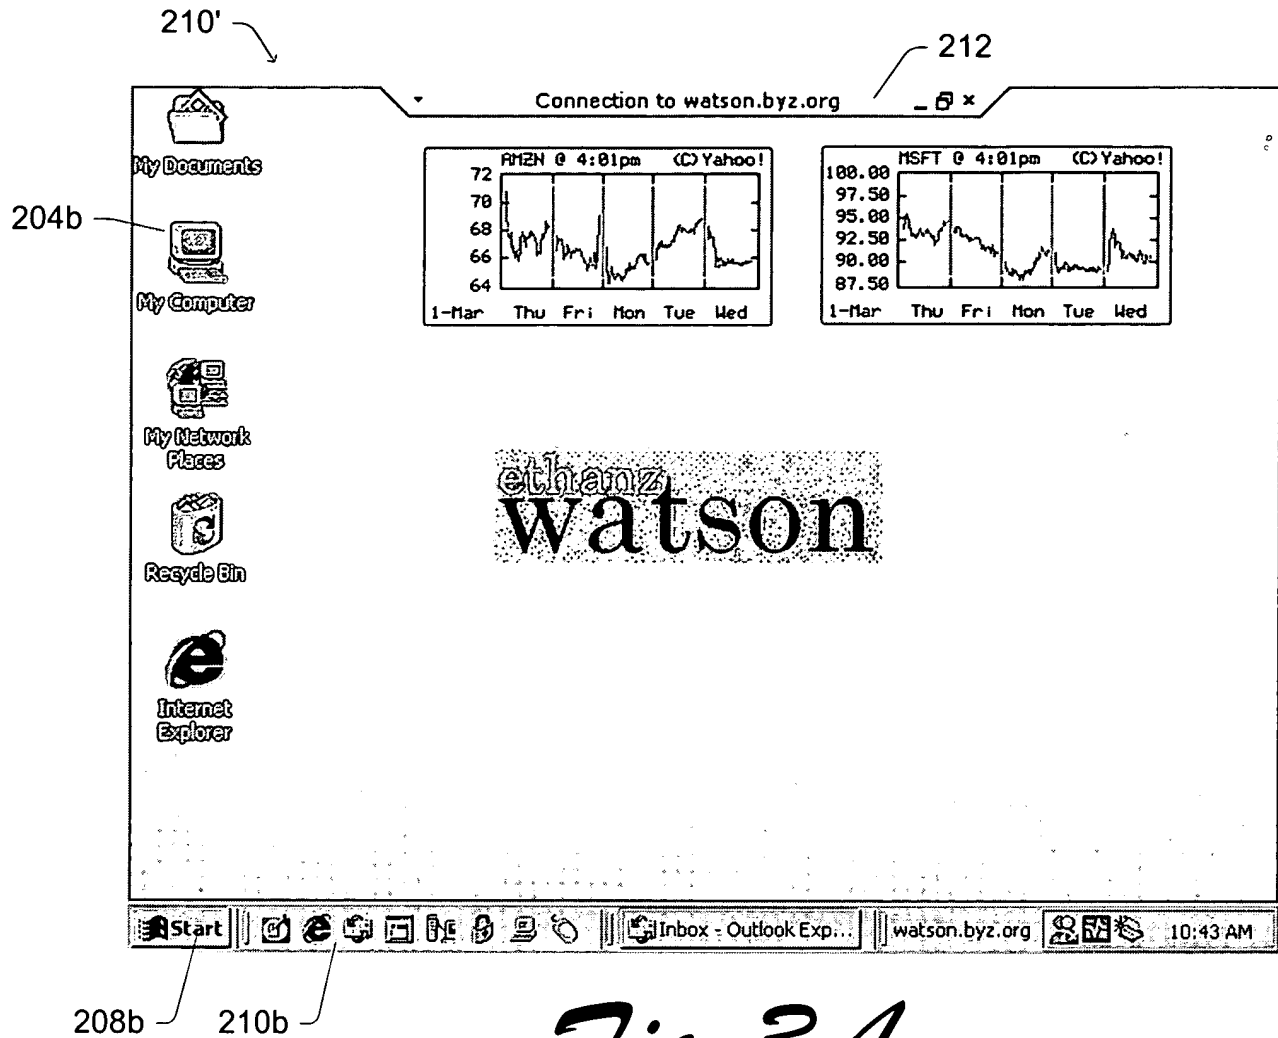 210'
212
Connection to watson.byz.org
My Documents
AMZN @ 4:01pm (C) Yahoo!
72
70
68
66
64
1-Mar Thu Fri Mon Tue Wed
MSFT @ 4:01pm (C) Yahoo!
100.00
97.50
95.00
92.50
90.00
87.50
1-Mar Thu Fri Mon Tue Wed
204b
My Computer
My Network
Places
ethanz
watson
Recycle Bin
Internet
Explorer
Start
Inbox - Outlook Exp...
watson.byz.org
10:43 AM
208b
210b